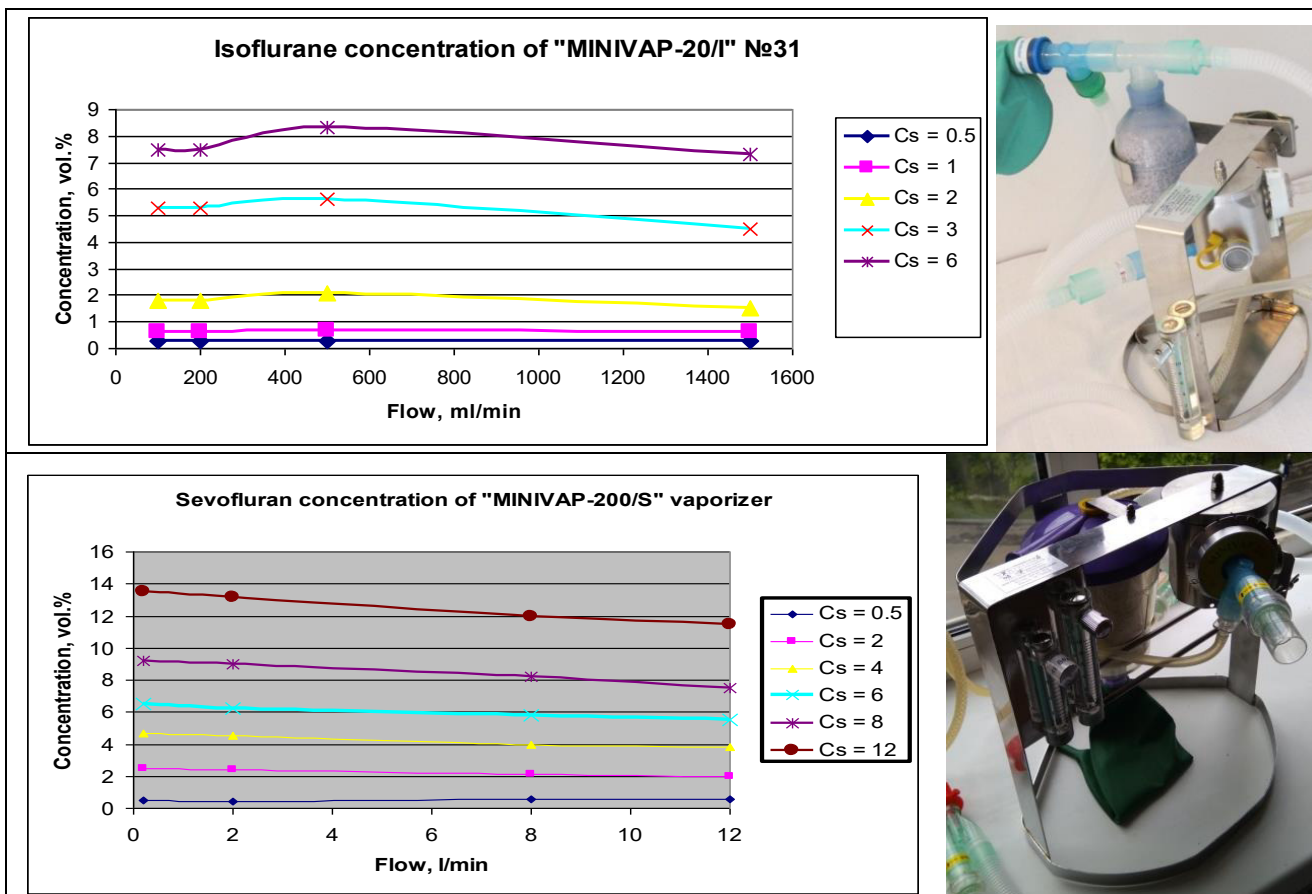 Isoflurane concentration of "MINIVAP-20/I" №31
Concentration, vol.%
9
8
7
6
5
4
3
2
1
0
0 200 400 600 800 1000 1200 1400 1600
Flow, ml/min
Cs = 0.5
Cs = 1
Cs = 2
Cs = 3
Cs = 6
Sevofluran concentration of "MINIVAP-200/S" vaporizer
Concentration, vol.%
16
14
12
10
8
6
4
2
0
0 2 4 6 8 10 12
Flow, l/min
Cs = 0.5
Cs = 2
Cs = 4
Cs = 6
Cs = 8
Cs = 12